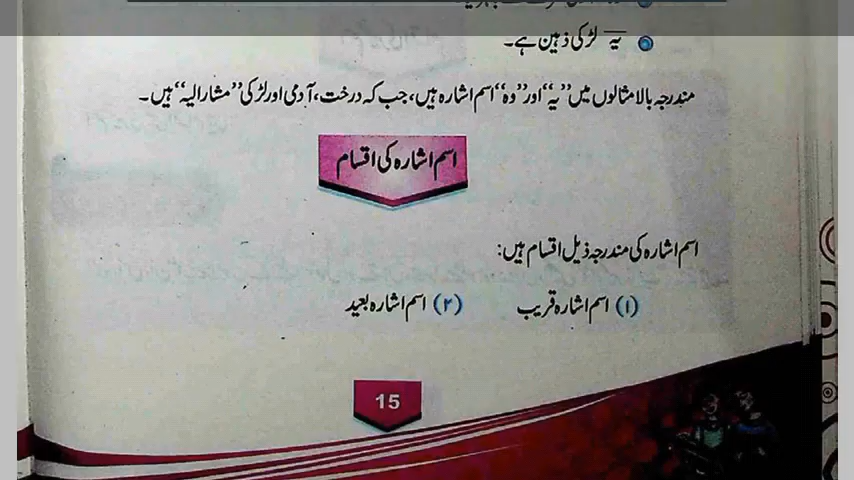 یہ لڑکی ذہین ہے۔
مندرجہ بالا مثالوں میں ”یہ“ اور ”وہ“ اسم اشارہ ہیں، جب کہ درخت، آدمی اور لڑکی ”مشارالیہ“ ہیں۔
اسم اشارہ کی اقسام
اسم اشارہ کی مندرجہ ذیل اقسام ہیں:
(۱) اسم اشارہ قریب (۲) اسم اشارہ بعید
15